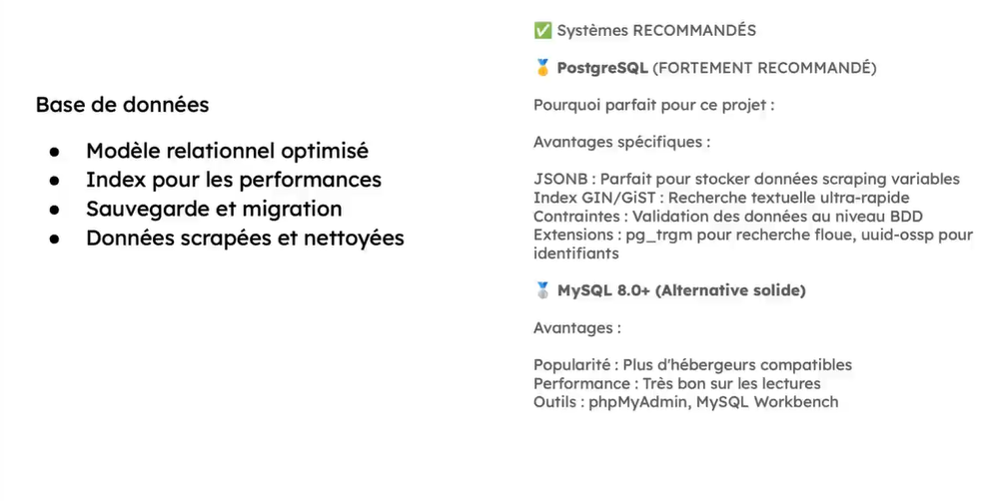 Base de données
● Modèle relationnel optimisé
● Index pour les performances
● Sauvegarde et migration
● Données scrapées et nettoyées
✅ Systèmes RECOMMANDÉS
🥇 PostgreSQL (FORTEMENT RECOMMANDÉ)
Pourquoi parfait pour ce projet :
Avantages spécifiques :
JSONB : Parfait pour stocker données scraping variables
Index GIN/GiST : Recherche textuelle ultra-rapide
Contraintes : Validation des données au niveau BDD
Extensions : pg_trgm pour recherche floue, uuid-ossp pour
identifiants
🥈 MySQL 8.0+ (Alternative solide)
Avantages :
Popularité : Plus d'hébergeurs compatibles
Performance : Très bon sur les lectures
Outils : phpMyAdmin, MySQL Workbench